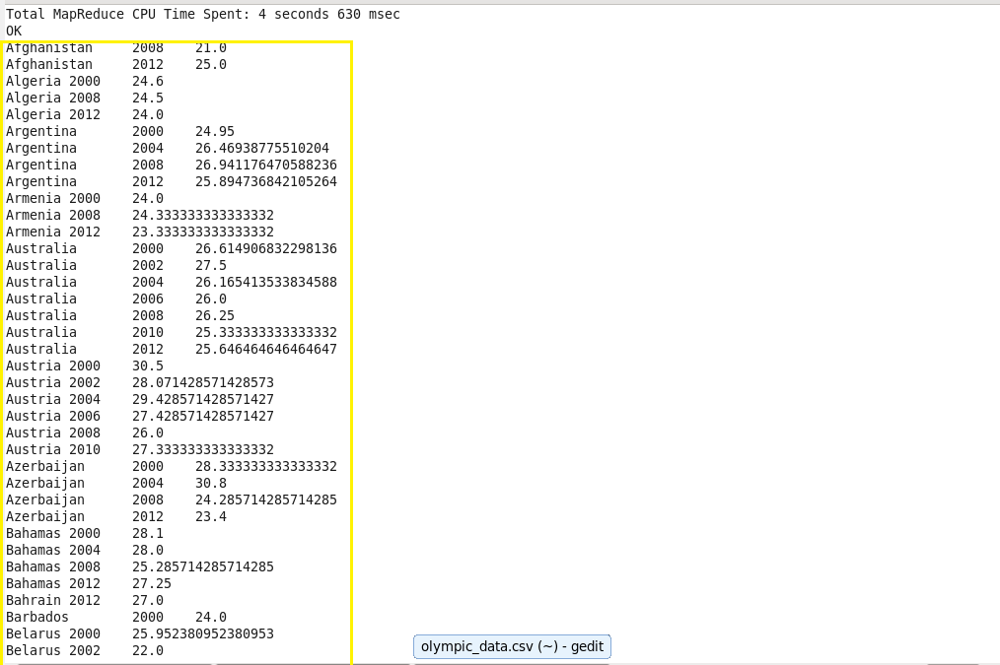 Total MapReduce CPU Time Spent: 4 seconds 630 msec
OK
Afghanistan 2008 21.0
Afghanistan 2012 25.0
Algeria 2000 24.6
Algeria 2008 24.5
Algeria 2012 24.0
Argentina 2000 24.95
Argentina 2004 26.46938775510204
Argentina 2008 26.941176470588236
Argentina 2012 25.894736842105264
Armenia 2000 24.0
Armenia 2008 24.333333333333332
Armenia 2012 23.333333333333332
Australia 2000 26.614906832298136
Australia 2002 27.5
Australia 2004 26.165413533834588
Australia 2006 26.0
Australia 2008 26.25
Australia 2010 25.333333333333332
Australia 2012 25.646464646464647
Austria 2000 30.5
Austria 2002 28.071428571428573
Austria 2004 29.428571428571427
Austria 2006 27.428571428571427
Austria 2008 26.0
Austria 2010 27.333333333333332
Azerbaijan 2000 28.333333333333332
Azerbaijan 2004 30.8
Azerbaijan 2008 24.285714285714285
Azerbaijan 2012 23.4
Bahamas 2000 28.1
Bahamas 2004 28.0
Bahamas 2008 25.285714285714285
Bahamas 2012 27.25
Bahrain 2012 27.0
Barbados 2000 24.0
Belarus 2000 25.952380952380953
Belarus 2002 22.0
olympic_data.csv (~) - gedit